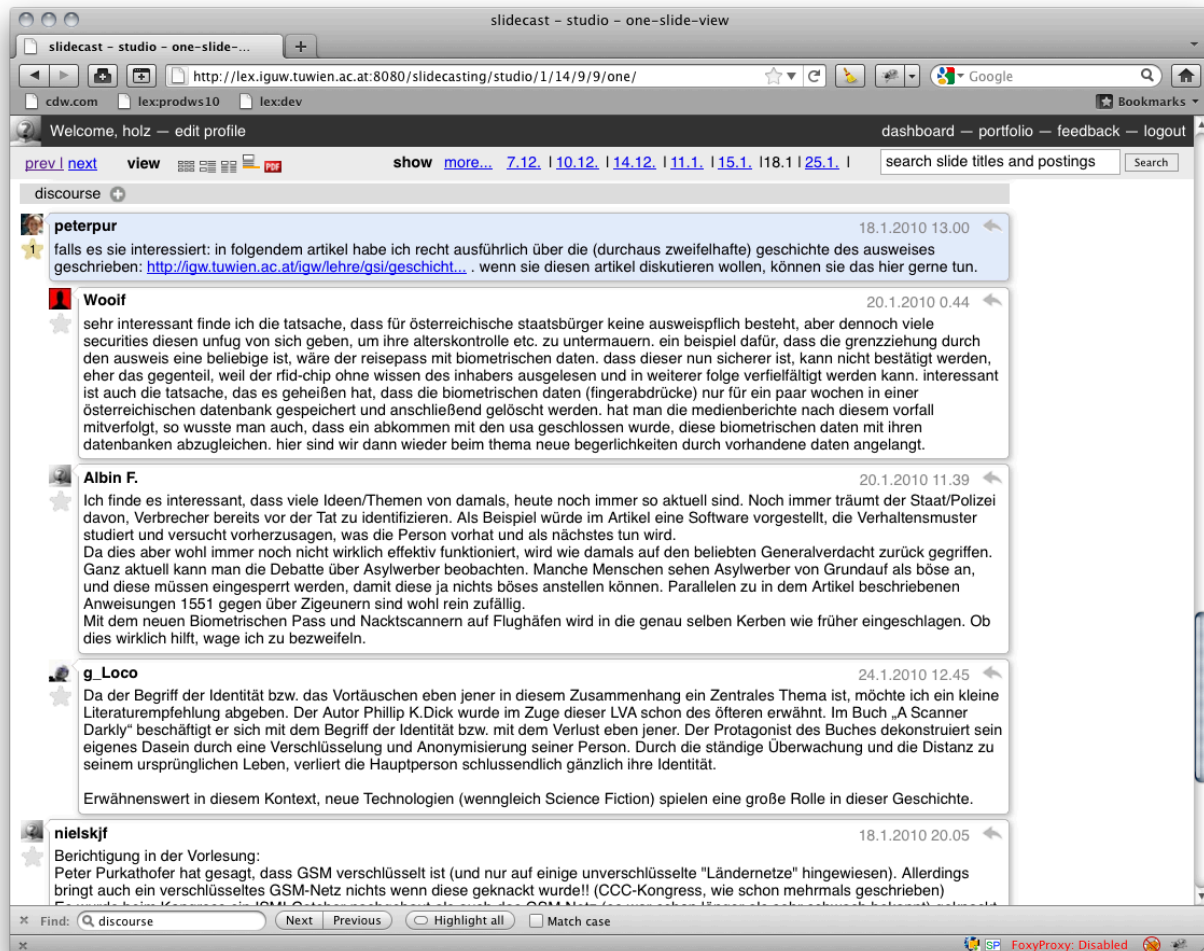 slidecast – studio – one-slide-view
slidecast – studio – one-slide-...
http://lex.iguw.tuwien.ac.at:8080/slidecasting/studio/1/14/9/9/one/
Google
cdw.com lex:prodws10 lex:dev
Bookmarks
Welcome, holz — edit profile
dashboard — portfolio — feedback — logout
prev | next view PDF show more... 7.12. | 10.12. | 14.12. | 11.1. | 15.1. |18.1 | 25.1. | search slide titles and postings Search
discourse
peterpur 18.1.2010 13.00
1
falls es sie interessiert: in folgendem artikel habe ich recht ausführlich über die (durchaus zweifelhafte) geschichte des ausweises
geschrieben: http://igw.tuwien.ac.at/igw/lehre/gsi/geschicht... . wenn sie diesen artikel diskutieren wollen, können sie das hier gerne tun.
Wooif 20.1.2010 0.44
sehr interessant finde ich die tatsache, dass für österreichische staatsbürger keine ausweispflich besteht, aber dennoch viele
securities diesen unfug von sich geben, um ihre alterskontrolle etc. zu untermauern. ein beispiel dafür, dass die grenzziehung durch
den ausweis eine beliebige ist, wäre der reisepass mit biometrischen daten. dass dieser nun sicherer ist, kann nicht bestätigt werden,
eher das gegenteil, weil der rfid-chip ohne wissen des inhabers ausgelesen und in weiterer folge verfielfältigt werden kann. interessant
ist auch die tatsache, das es geheißen hat, dass die biometrischen daten (fingerabdrücke) nur für ein paar wochen in einer
österreichischen datenbank gespeichert und anschließend gelöscht werden. hat man die medienberichte nach diesem vorfall
mitverfolgt, so wusste man auch, dass ein abkommen mit den usa geschlossen wurde, diese biometrischen daten mit ihren
datenbanken abzugleichen. hier sind wir dann wieder beim thema neue begerlichkeiten durch vorhandene daten angelangt.
Albin F. 20.1.2010 11.39
Ich finde es interessant, dass viele Ideen/Themen von damals, heute noch immer so aktuell sind. Noch immer träumt der Staat/Polizei
davon, Verbrecher bereits vor der Tat zu identifizieren. Als Beispiel würde im Artikel eine Software vorgestellt, die Verhaltensmuster
studiert und versucht vorherzusagen, was die Person vorhat und als nächstes tun wird.
Da dies aber wohl immer noch nicht wirklich effektiv funktioniert, wird wie damals auf den beliebten Generalverdacht zurück gegriffen.
Ganz aktuell kann man die Debatte über Asylwerber beobachten. Manche Menschen sehen Asylwerber von Grundauf als böse an,
und diese müssen eingesperrt werden, damit diese ja nichts böses anstellen können. Parallelen zu in dem Artikel beschriebenen
Anweisungen 1551 gegen über Zigeunern sind wohl rein zufällig.
Mit dem neuen Biometrischen Pass und Nacktscannern auf Flughäfen wird in die genau selben Kerben wie früher eingeschlagen. Ob
dies wirklich hilft, wage ich zu bezweifeln.
g_Loco 24.1.2010 12.45
Da der Begriff der Identität bzw. das Vortäuschen eben jener in diesem Zusammenhang ein Zentrales Thema ist, möchte ich ein kleine
Literaturempfehlung abgeben. Der Autor Phillip K.Dick wurde im Zuge dieser LVA schon des öfteren erwähnt. Im Buch „A Scanner
Darkly“ beschäftigt er sich mit dem Begriff der Identität bzw. mit dem Verlust eben jener. Der Protagonist des Buches dekonstruiert sein
eigenes Dasein durch eine Verschlüsselung und Anonymisierung seiner Person. Durch die ständige Überwachung und die Distanz zu
seinem ursprünglichen Leben, verliert die Hauptperson schlussendlich gänzlich ihre Identität.
Erwähnenswert in diesem Kontext, neue Technologien (wenngleich Science Fiction) spielen eine große Rolle in dieser Geschichte.
nielskjf 18.1.2010 20.05
Berichtigung in der Vorlesung:
Peter Purkathofer hat gesagt, dass GSM verschlüsselt ist (und nur auf einige unverschlüsselte "Ländernetze" hingewiesen). Allerdings
bringt auch ein verschlüsseltes GSM-Netz nichts wenn diese geknackt wurde!! (CCC-Kongress, wie schon mehrmals geschrieben)
Find: discourse Next Previous Highlight all Match case
SP FoxyProxy: Disabled